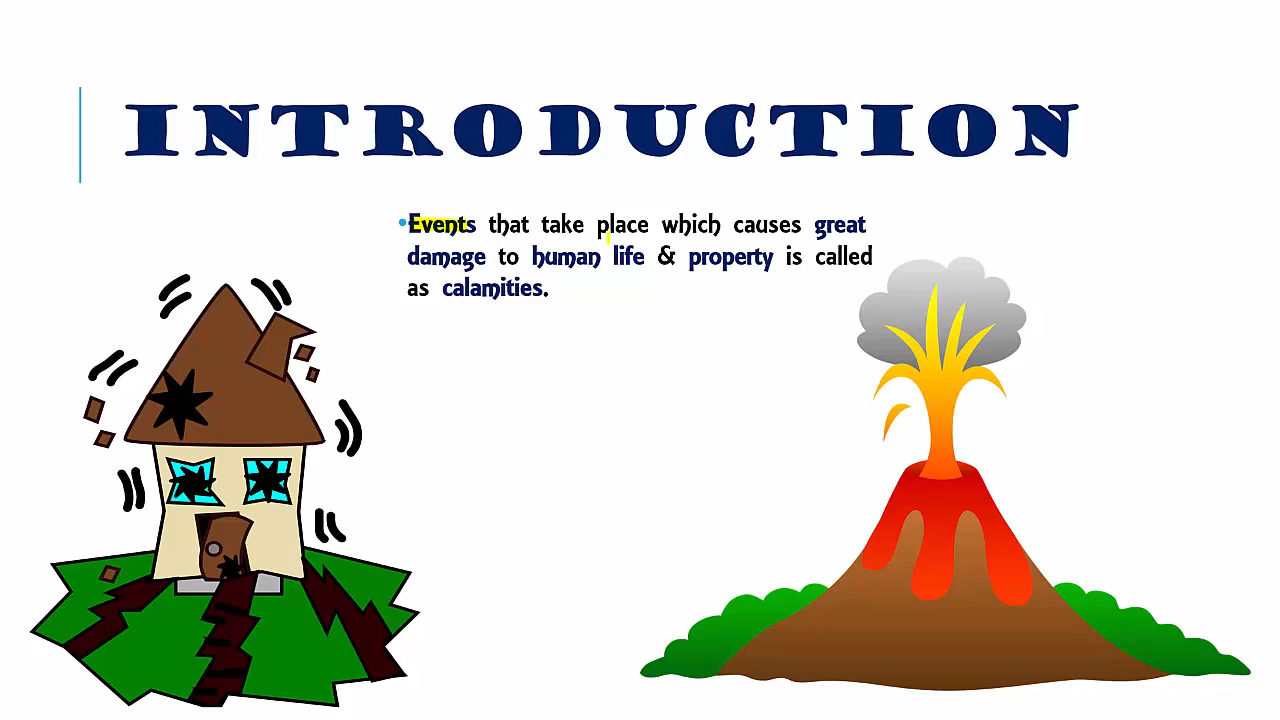 INTRODUCTION
•Events that take place which causes great
damage to human life & property is called
as calamities.